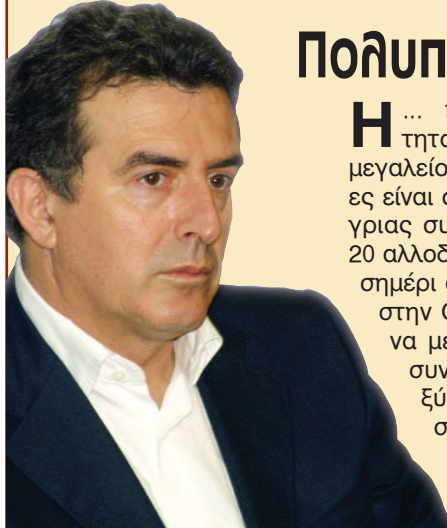 Πολυπ
Η ...
τητα
μεγαλείο
ες είναι
γριας συ
20 αλλοδ
σημέρι
στην
να με
συν
ξύ
σ